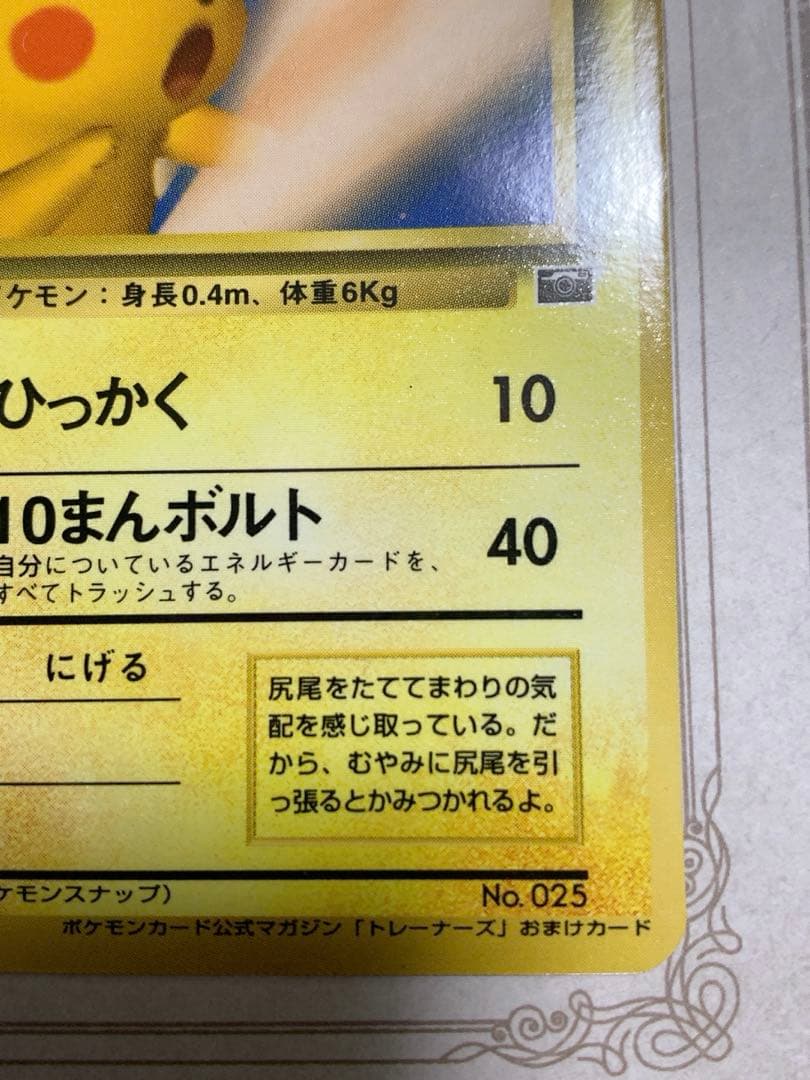 ケモン：身長0.4m、体重6Kg
ひっかく 10
10まんボルト 40
自分についているエネルギーカードを、
すべてトラッシュする。
にげる
尻尾をたててまわりの気
配を感じ取っている。だ
から、むやみに尻尾を引
っ張るとかみつかれるよ。
ケモンスナップ） No. 025
ポケモンカード公式マガジン「トレーナーズ」おまけカード